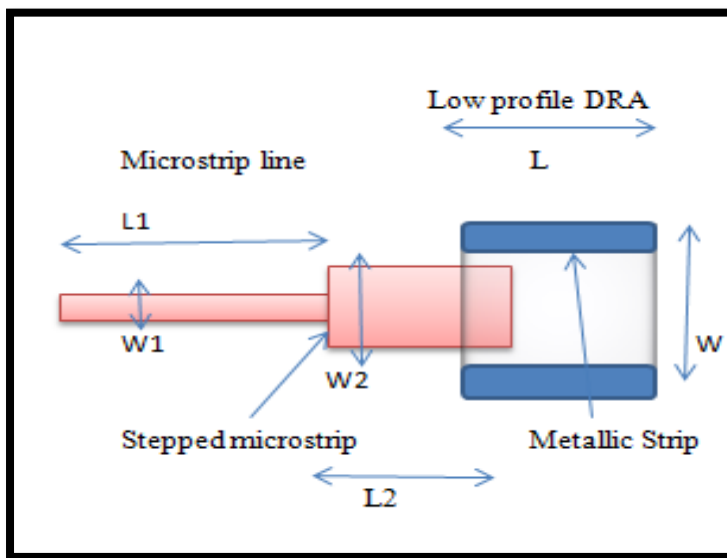 Low profile DRA
L
Microstrip line
L1
W1
W2
W
Stepped microstrip
Metallic Strip
L2